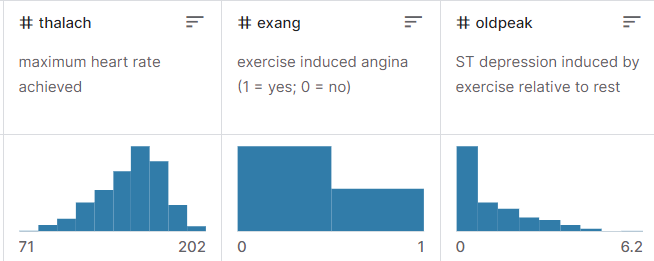 # thalach
maximum heart rate
achieved
71 202
# exang
exercise induced angina
(1 = yes; 0 = no)
0 1
# oldpeak
ST depression induced by
exercise relative to rest
0 6.2